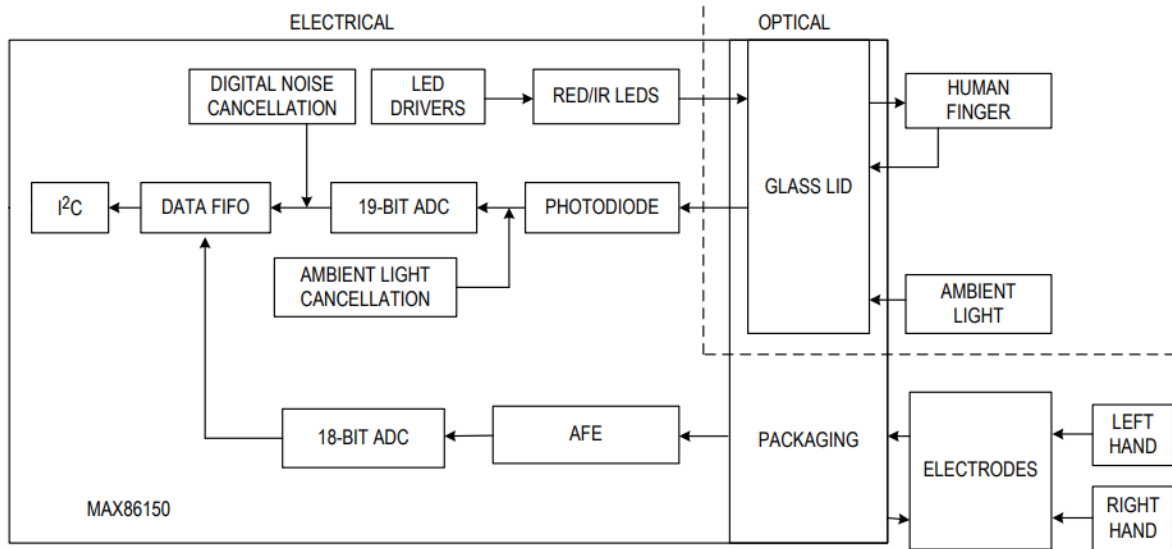 ELECTRICAL
OPTICAL
DIGITAL NOISE
CANCELLATION
LED
DRIVERS
RED/IR LEDS
HUMAN
FINGER
GLASS LID
I²C
DATA FIFO
19-BIT ADC
PHOTODIODE
AMBIENT LIGHT
CANCELLATION
AMBIENT
LIGHT
18-BIT ADC
AFE
PACKAGING
ELECTRODES
LEFT
HAND
RIGHT
HAND
MAX86150